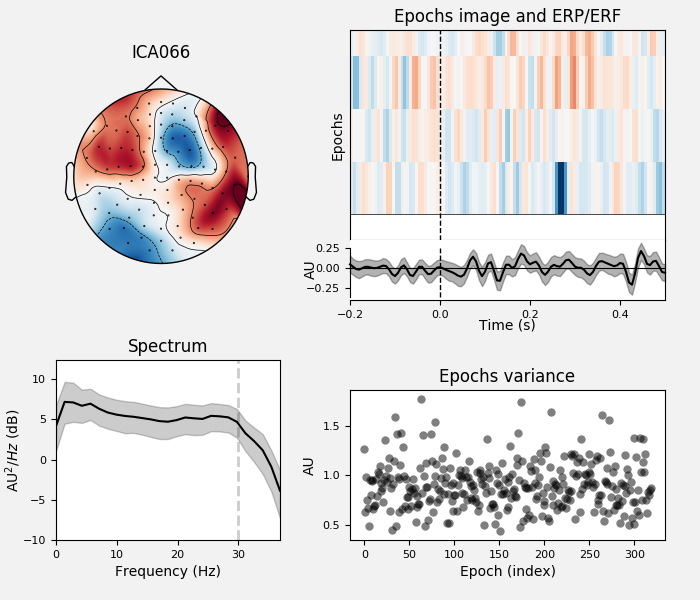 ICA066
Epochs image and ERP/ERF
Epochs
0.25
0.00
−0.25
AU
−0.2
0.0
0.2
0.4
Time (s)
Spectrum
10
5
0
−5
−10
AU²/Hz (dB)
0
10
20
30
Frequency (Hz)
Epochs variance
1.5
1.0
0.5
AU
0
50
100
150
200
250
300
Epoch (index)